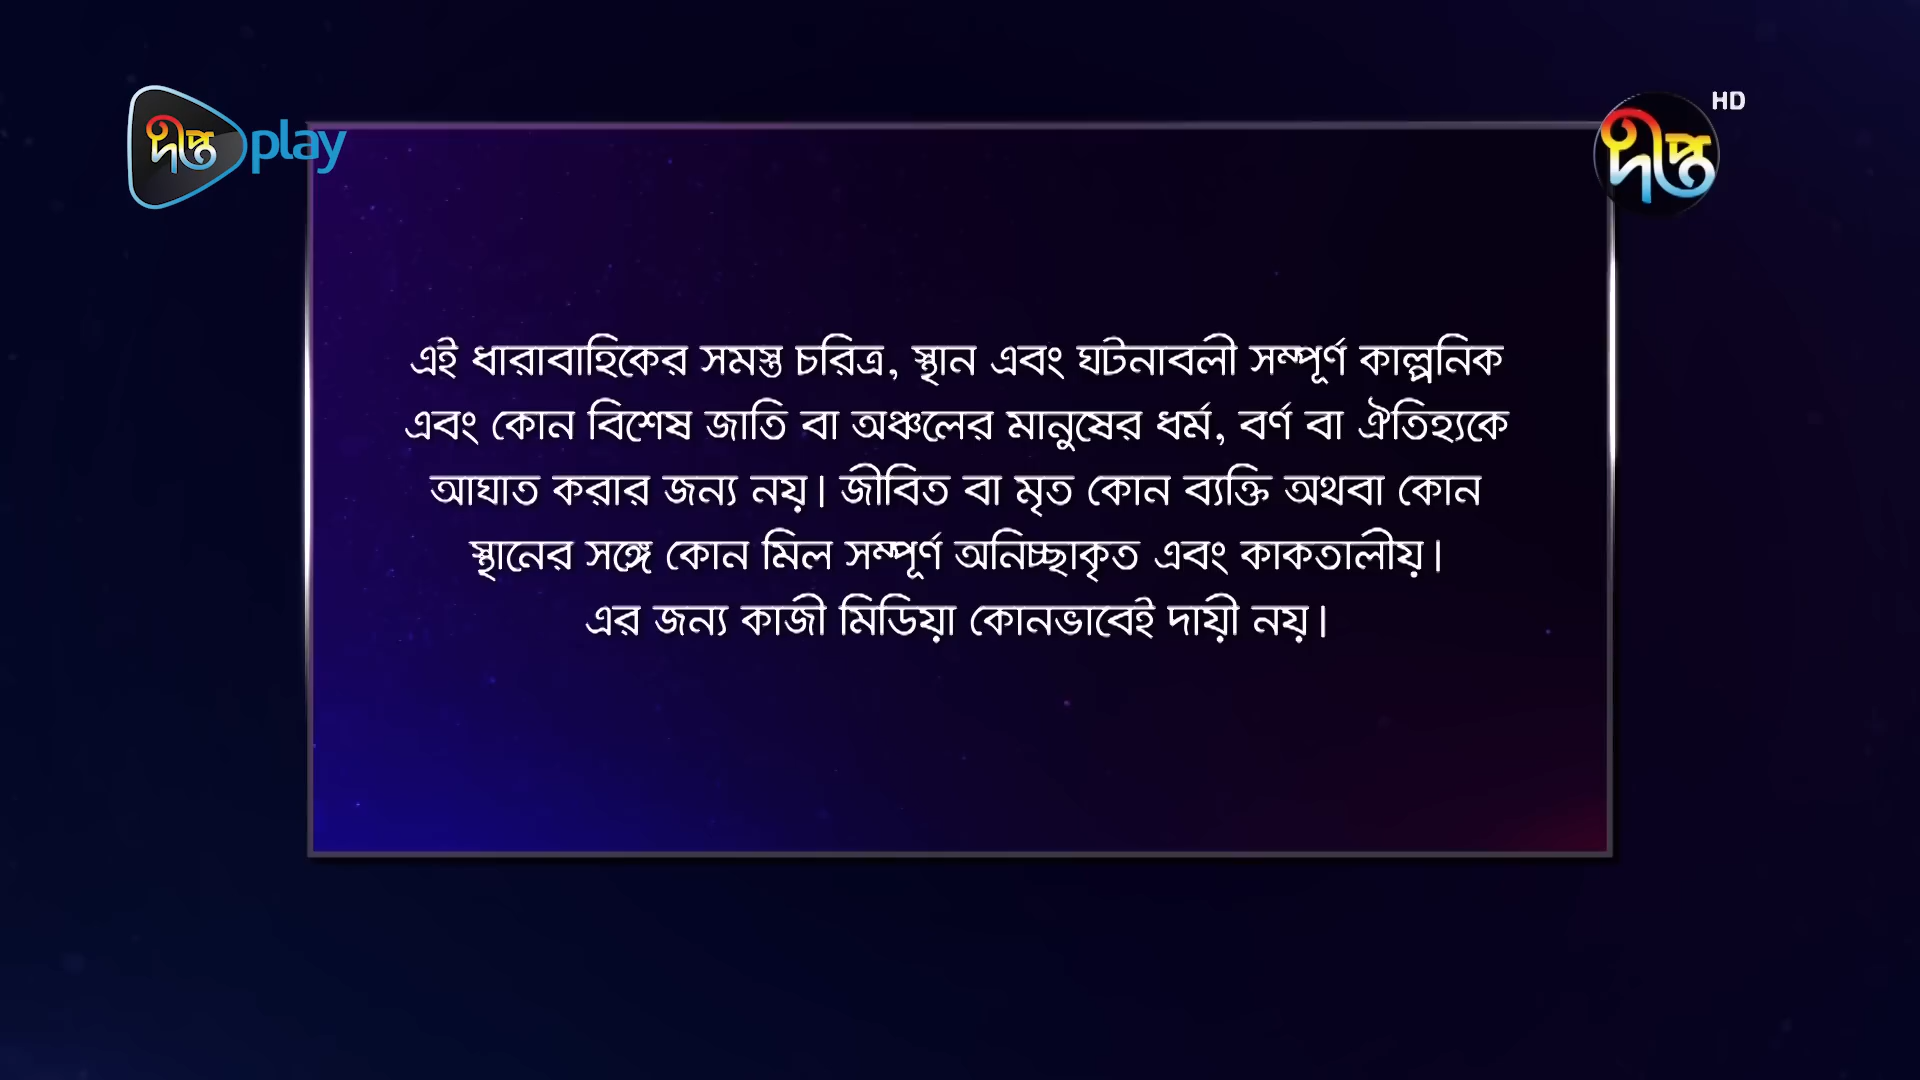 HD
দীপ্ত play
দীপ্ত
এই ধারাবাহিকের সমস্ত চরিত্র, স্থান এবং ঘটনাবলী সম্পূর্ণ কাল্পনিক
এবং কোন বিশেষ জাতি বা অঞ্চলের মানুষের ধর্ম, বর্ণ বা ঐতিহ্যকে
আঘাত করার জন্য নয়। জীবিত বা মৃত কোন ব্যক্তি অথবা কোন
স্থানের সঙ্গে কোন মিল সম্পূর্ণ অনিচ্ছাকৃত এবং কাকতালীয়।
এর জন্য কাজী মিডিয়া কোনভাবেই দায়ী নয়।